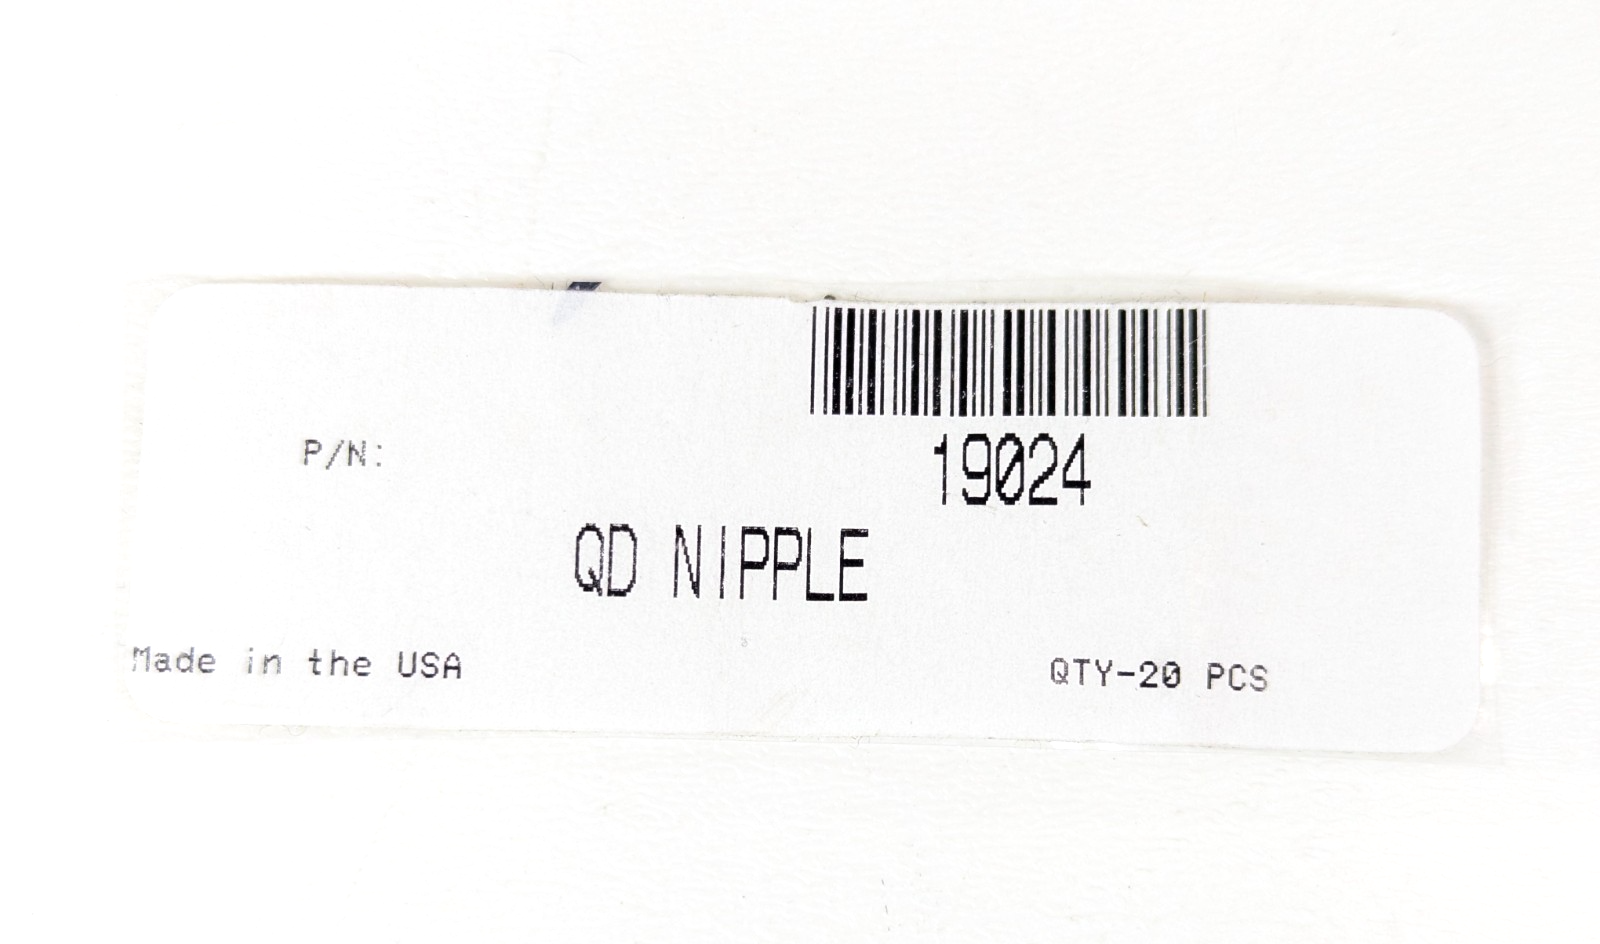 P/N: 19024
QD NIPPLE
Made in the USA QTY-20 PCS